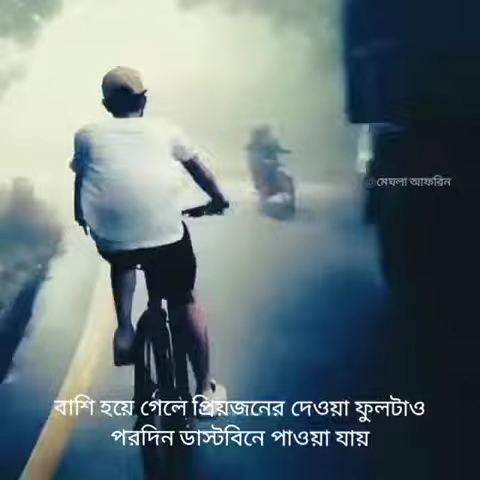 @মেঘলা আফরিন
বাশি হয়ে গেলে প্রিয়জনের দেওয়া ফুলটাও
পরদিন ডাস্টবিনে পাওয়া যায়